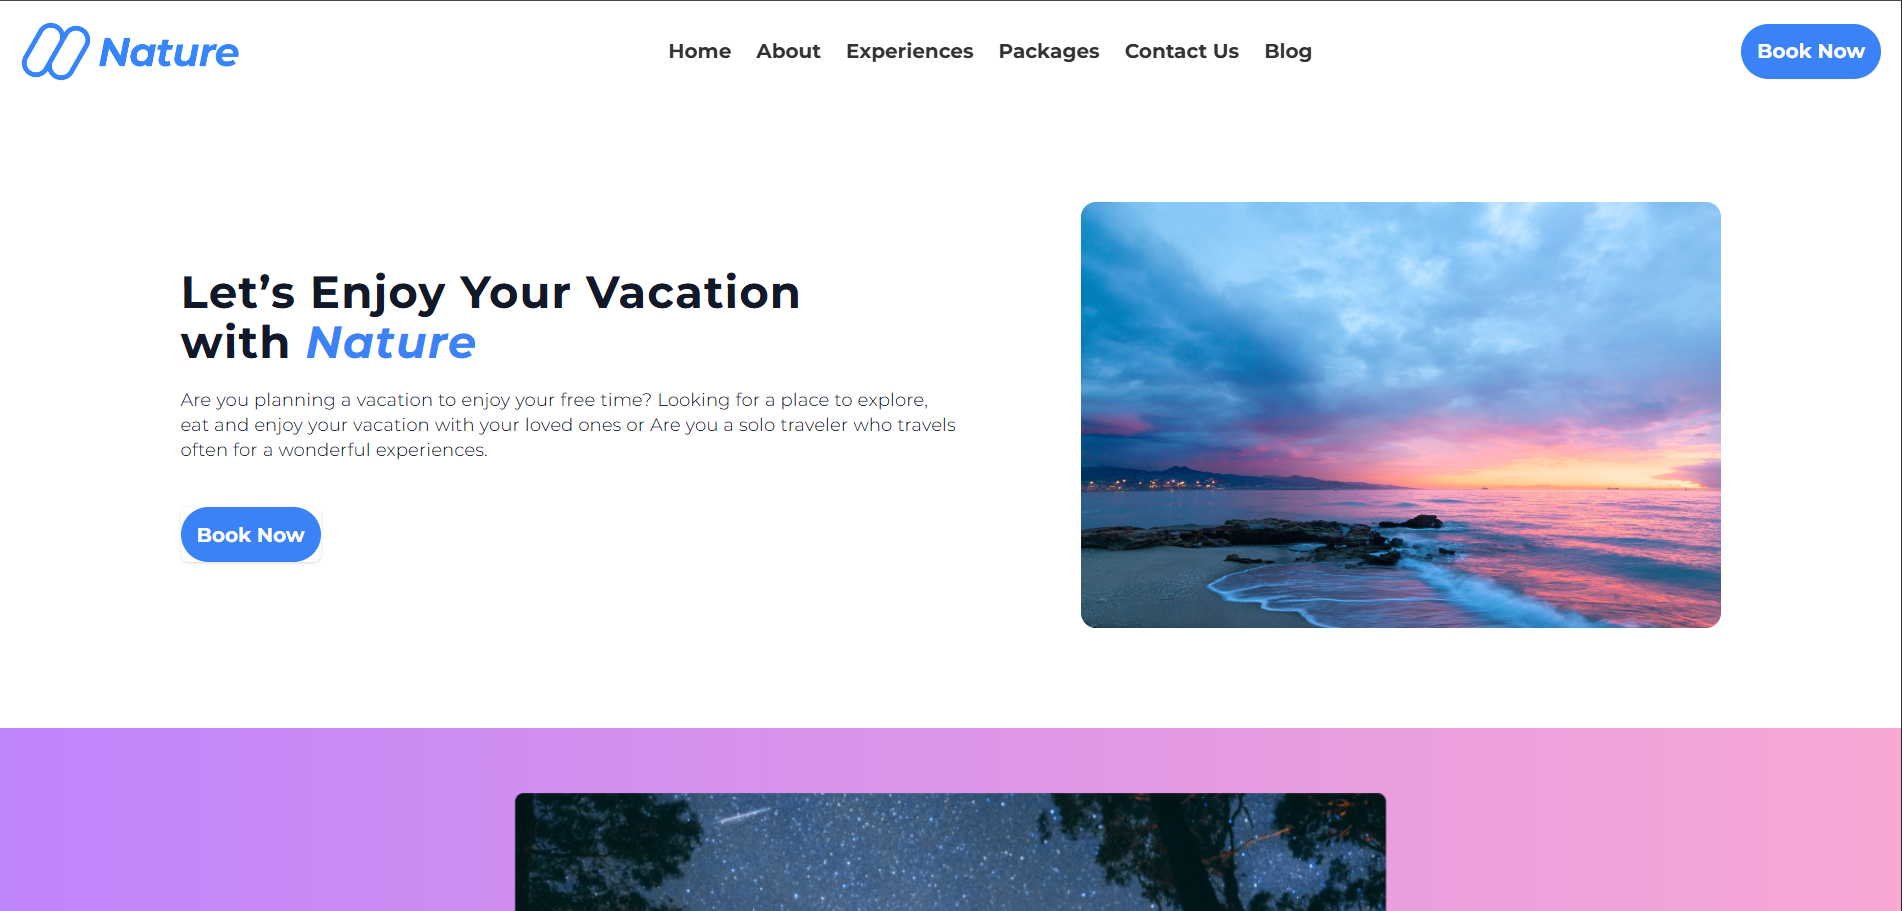 Nature
Home About Experiences Packages Contact Us Blog
Book Now
Let’s Enjoy Your Vacation
with Nature
Are you planning a vacation to enjoy your free time? Looking for a place to explore,
eat and enjoy your vacation with your loved ones or Are you a solo traveler who travels
often for a wonderful experiences.
Book Now